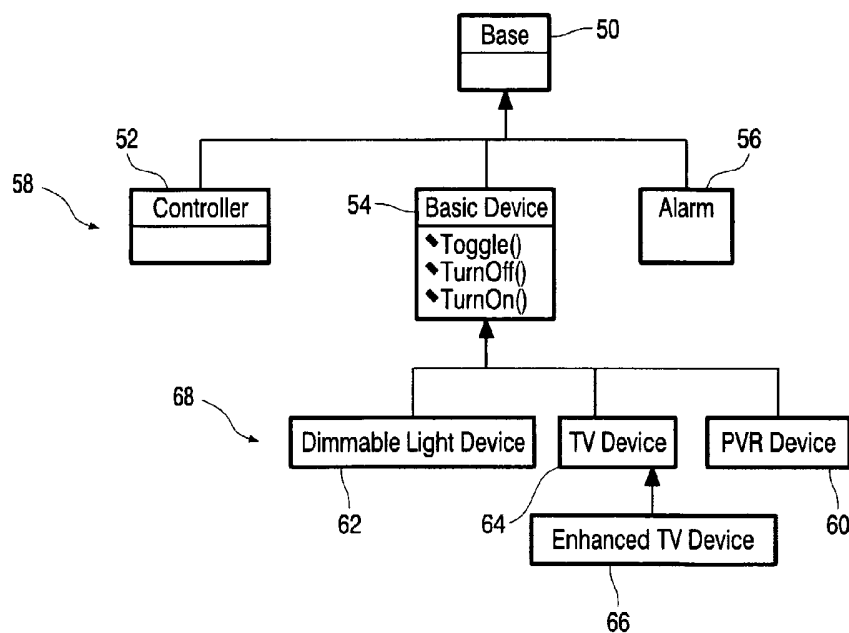 Base
50
52
56
58
Controller
54
Basic Device
Alarm
Toggle()
TurnOff()
TurnOn()
68
Dimmable Light Device
TV Device
PVR Device
62
64
60
Enhanced TV Device
66